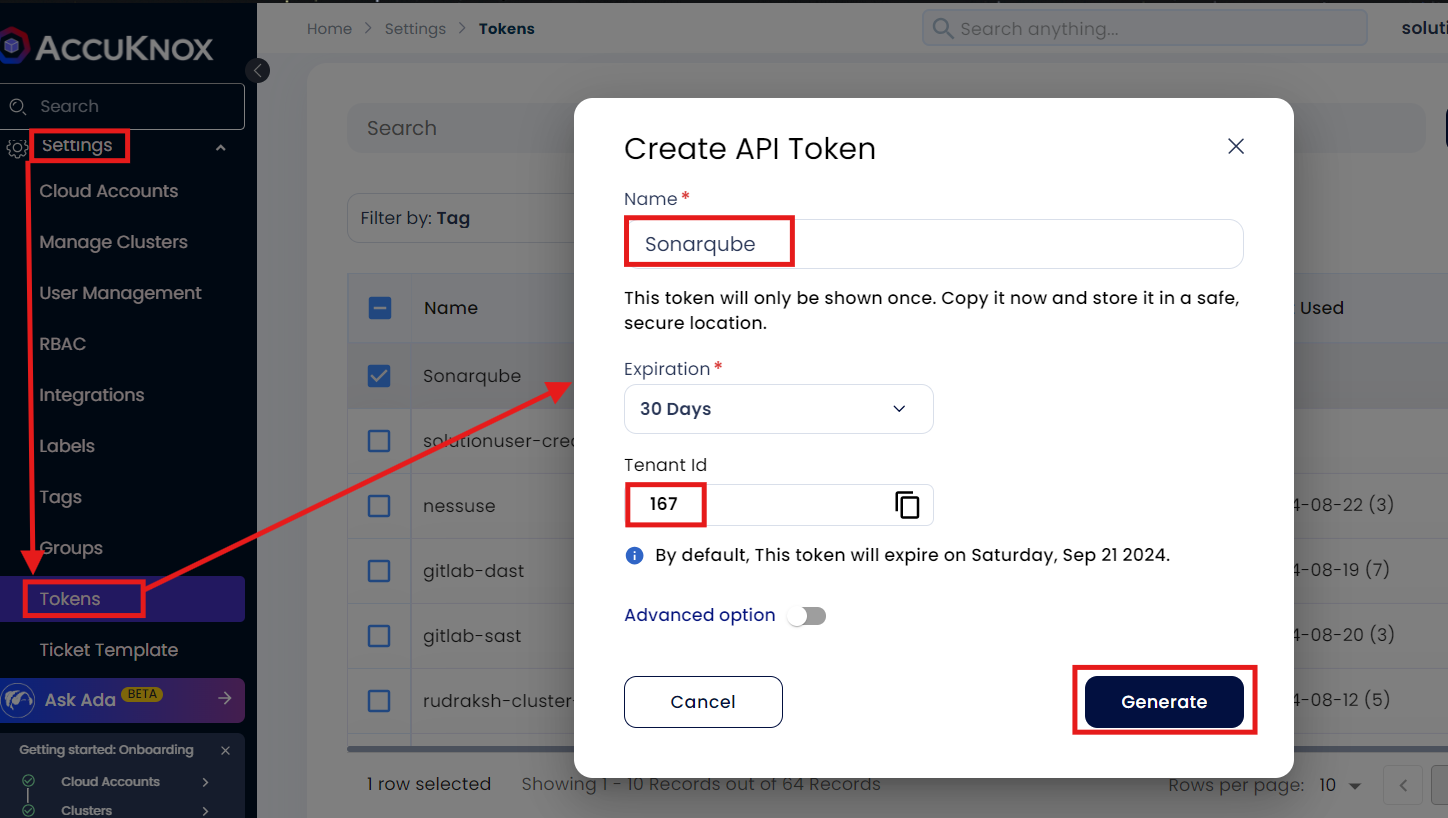 ACCUKNOX
Search
Settings
Cloud Accounts
Manage Clusters
User Management
RBAC
Integrations
Labels
Tags
Groups
Tokens
Ticket Template
Ask Ada BETA
Getting started: Onboarding
Cloud Accounts
Clusters
Home > Settings > Tokens
Search anything...
Search
Filter by: Tag
Name
Used
Sonarqube
nessuse
4-08-22 (3)
gitlab-dast
4-08-19 (7)
gitlab-sast
4-08-20 (3)
rudraksh-cluster-
4-08-12 (5)
1 row selected
Showing 1 - 10 Records out of 64 Records
Rows per page: 10
Create API Token
Name *
Sonarqube
This token will only be shown once. Copy it now and store it in a safe,
secure location.
Expiration *
30 Days
Tenant Id
167
By default, This token will expire on Saturday, Sep 21 2024.
Advanced option
Cancel
Generate